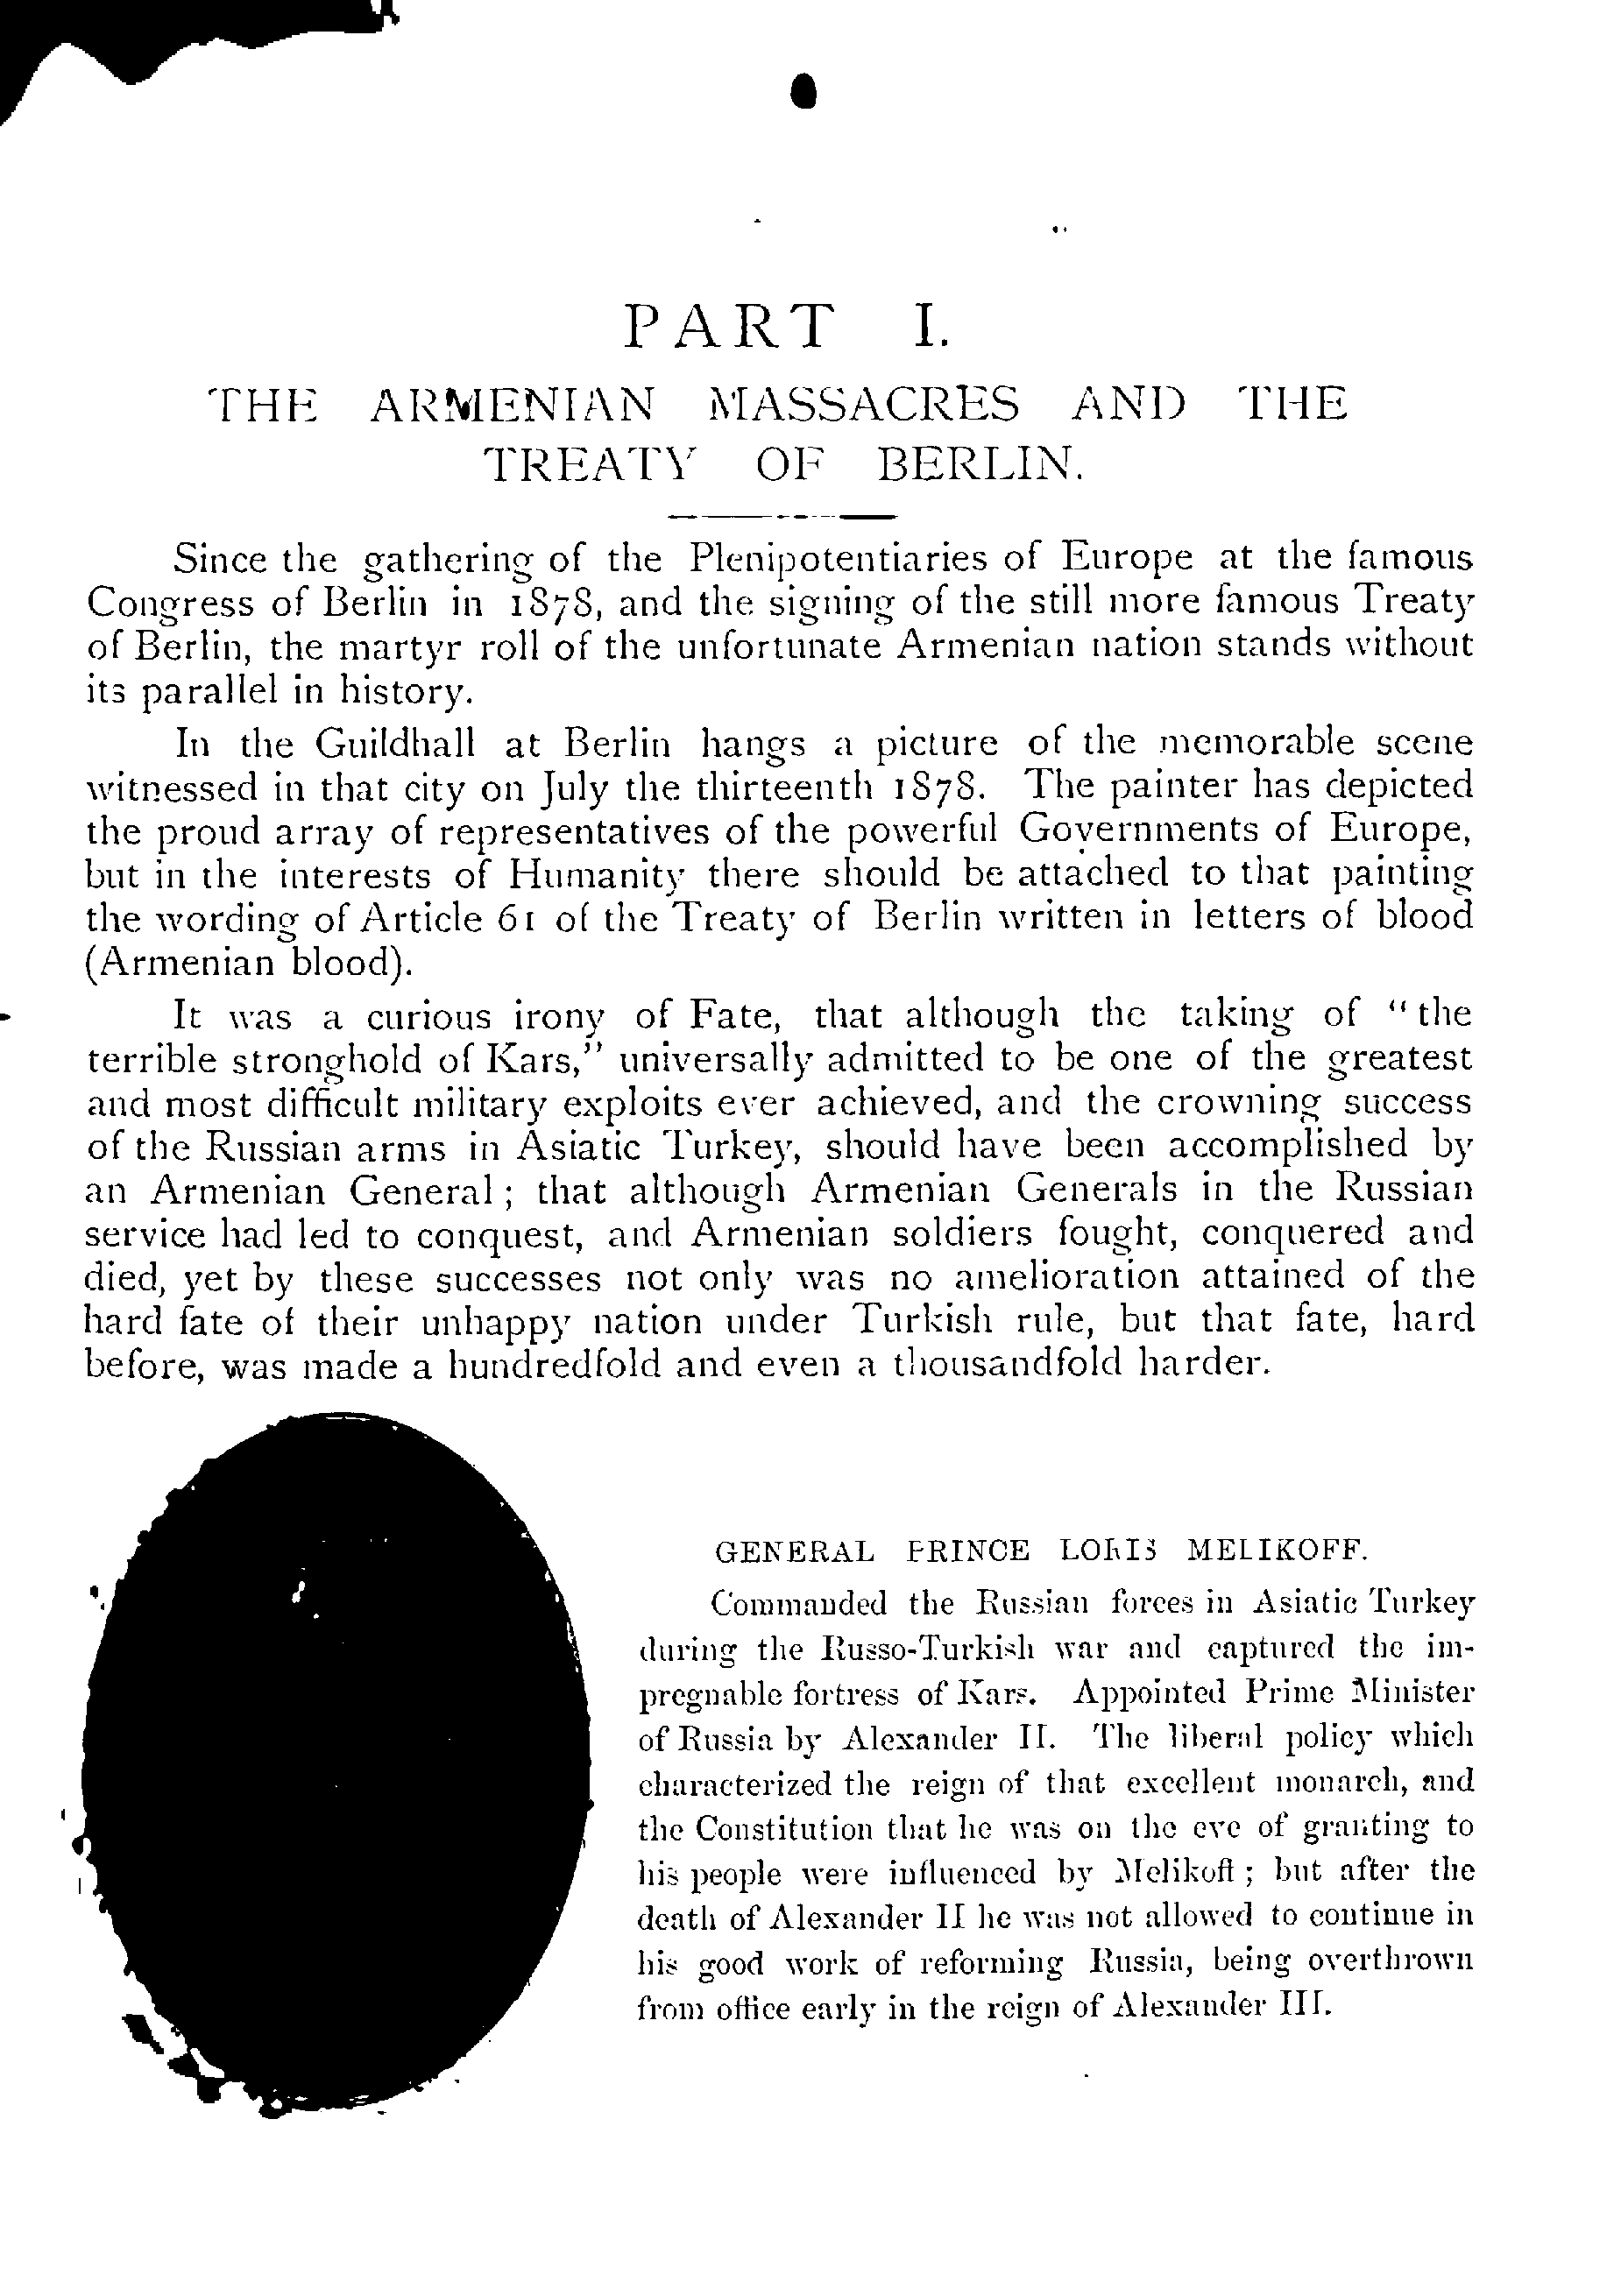 PART I.
THE ARMENIAN MASSACRES AND THE
TREATY OF BERLIN.
Since the gathering of the Plenipotentiaries of Europe at the famous
Congress of Berlin in 1878, and the signing of the still more famous Treaty
of Berlin, the martyr roll of the unfortunate Armenian nation stands without
its parallel in history.
In the Guildhall at Berlin hangs a picture of the memorable scene
witnessed in that city on July the thirteenth 1878. The painter has depicted
the proud array of representatives of the powerful Governments of Europe,
but in the interests of Humanity there should be attached to that painting
the wording of Article 61 of the Treaty of Berlin written in letters of blood
(Armenian blood).
It was a curious irony of Fate, that although the taking of "the
terrible stronghold of Kars," universally admitted to be one of the greatest
and most difficult military exploits ever achieved, and the crowning success
of the Russian arms in Asiatic Turkey, should have been accomplished by
an Armenian General; that although Armenian Generals in the Russian
service had led to conquest, and Armenian soldiers fought, conquered and
died, yet by these successes not only was no amelioration attained of the
hard fate of their unhappy nation under Turkish rule, but that fate, hard
before, was made a hundredfold and even a thousandfold harder.
GENERAL PRINCE LORIS MELIKOFF.
Commanded the Russian forces in Asiatic Turkey
during the Russo-Turkish war and captured the im-
pregnable fortress of Kars. Appointed Prime Minister
of Russia by Alexander II. The liberal policy which
characterized the reign of that excellent monarch, and
the Constitution that he was on the eve of granting to
his people were influenced by Melikoff; but after the
death of Alexander II he was not allowed to continue in
his good work of reforming Russia, being overthrown
from office early in the reign of Alexander III.